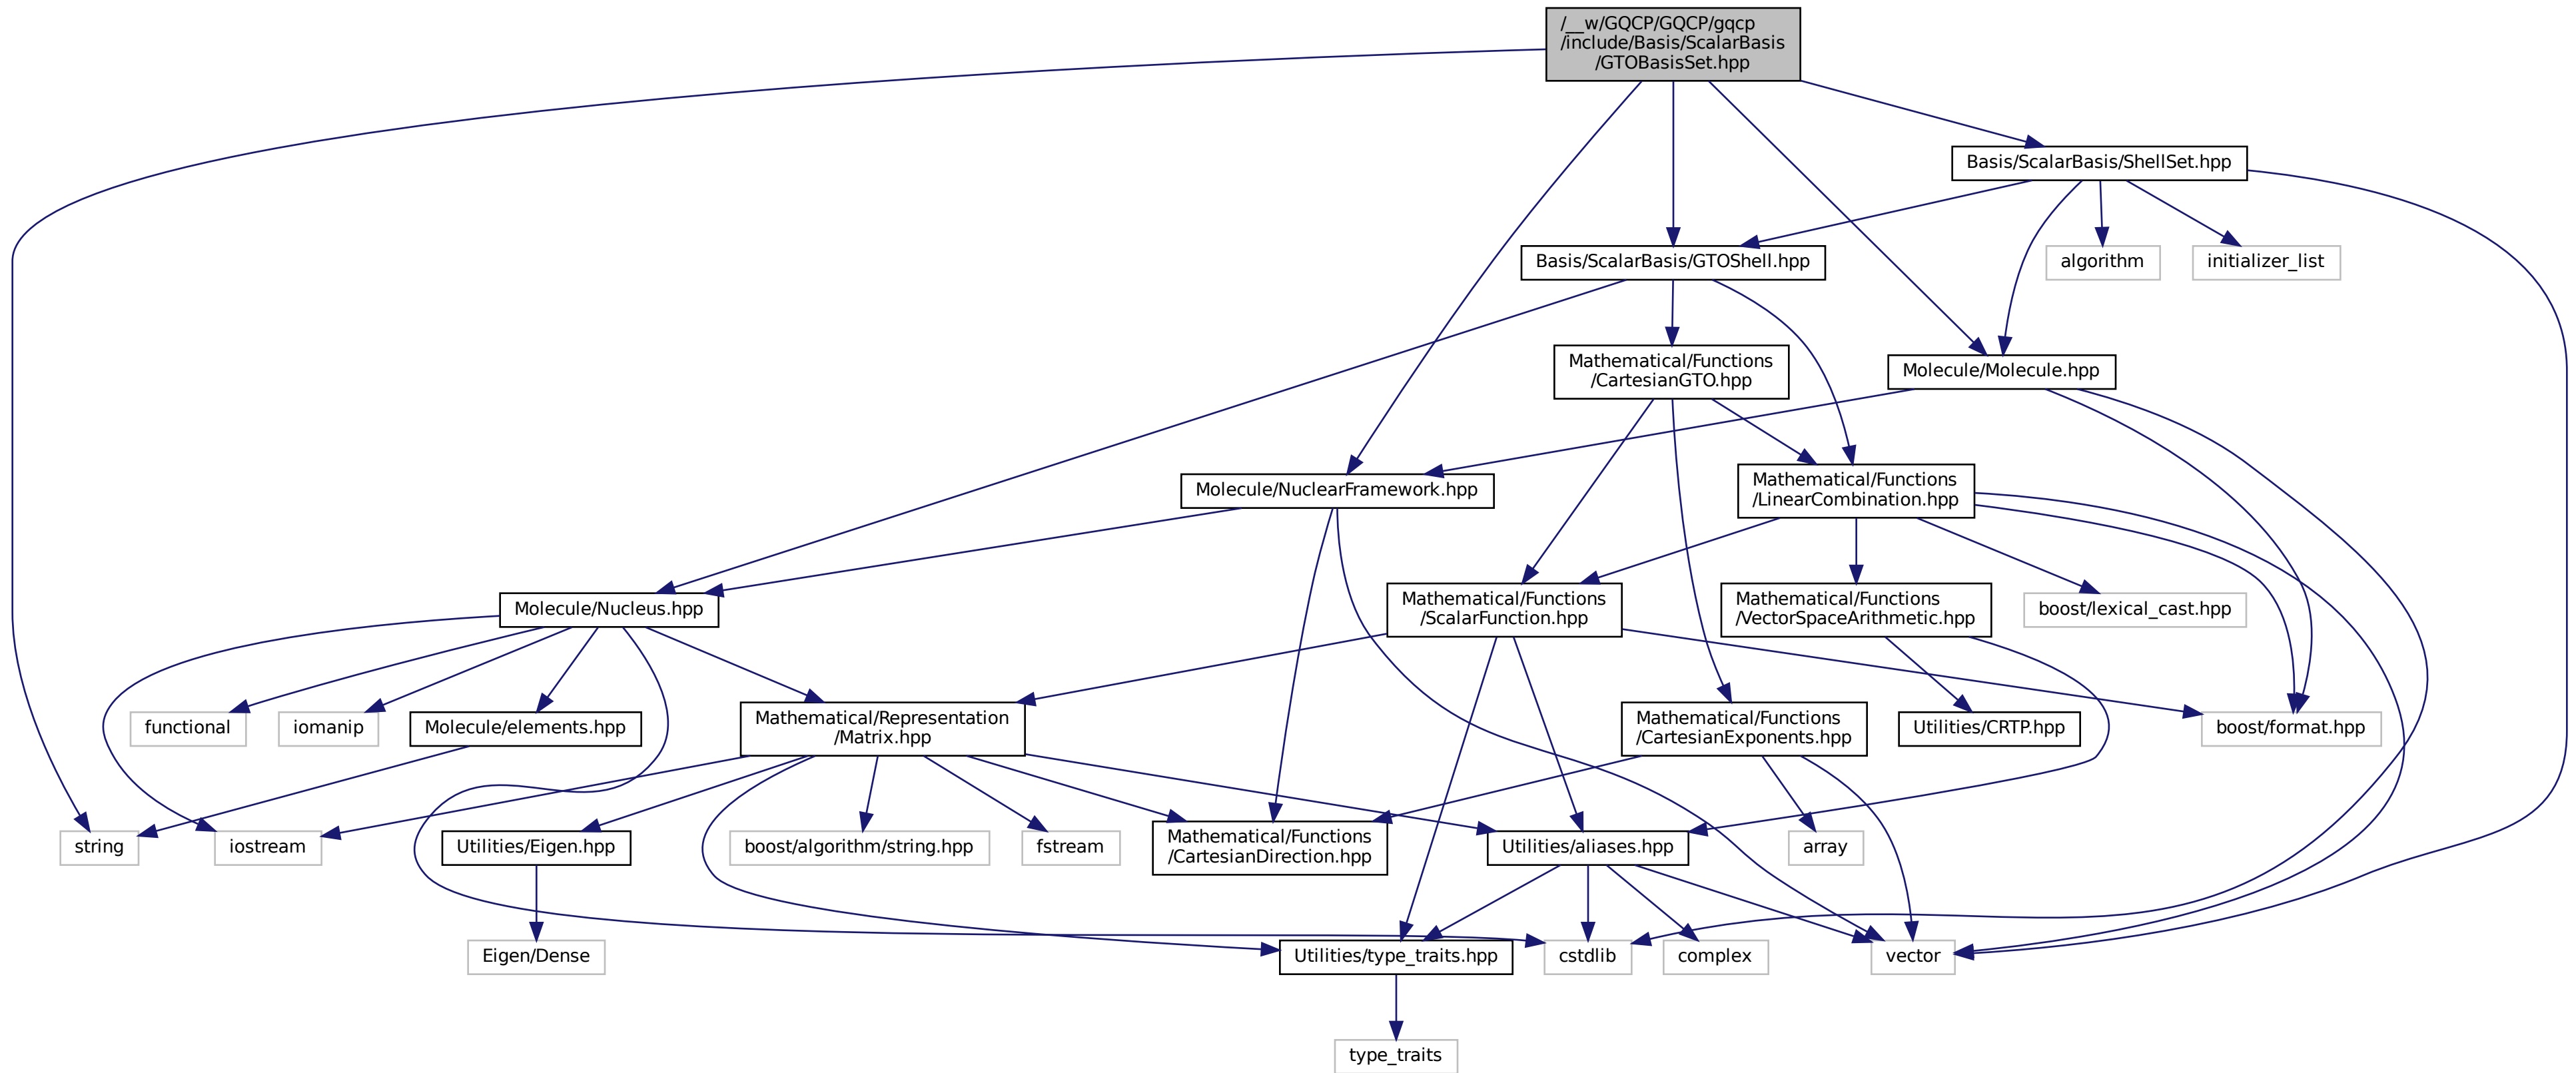 /__w/GQCP/GQCP/gqcp
/include/Basis/ScalarBasis
/GTOBasisSet.hpp
Basis/ScalarBasis/ShellSet.hpp
Basis/ScalarBasis/GTOShell.hpp
algorithm
initializer_list
Mathematical/Functions
/CartesianGTO.hpp
Molecule/Molecule.hpp
Molecule/NuclearFramework.hpp
Mathematical/Functions
/LinearCombination.hpp
Molecule/Nucleus.hpp
Mathematical/Functions
/ScalarFunction.hpp
Mathematical/Functions
/VectorSpaceArithmetic.hpp
boost/lexical_cast.hpp
functional
iomanip
Molecule/elements.hpp
Mathematical/Representation
/Matrix.hpp
Mathematical/Functions
/CartesianExponents.hpp
Utilities/CRTP.hpp
boost/format.hpp
string
iostream
Utilities/Eigen.hpp
boost/algorithm/string.hpp
fstream
Mathematical/Functions
/CartesianDirection.hpp
Utilities/aliases.hpp
array
Eigen/Dense
Utilities/type_traits.hpp
cstdlib
complex
vector
type_traits